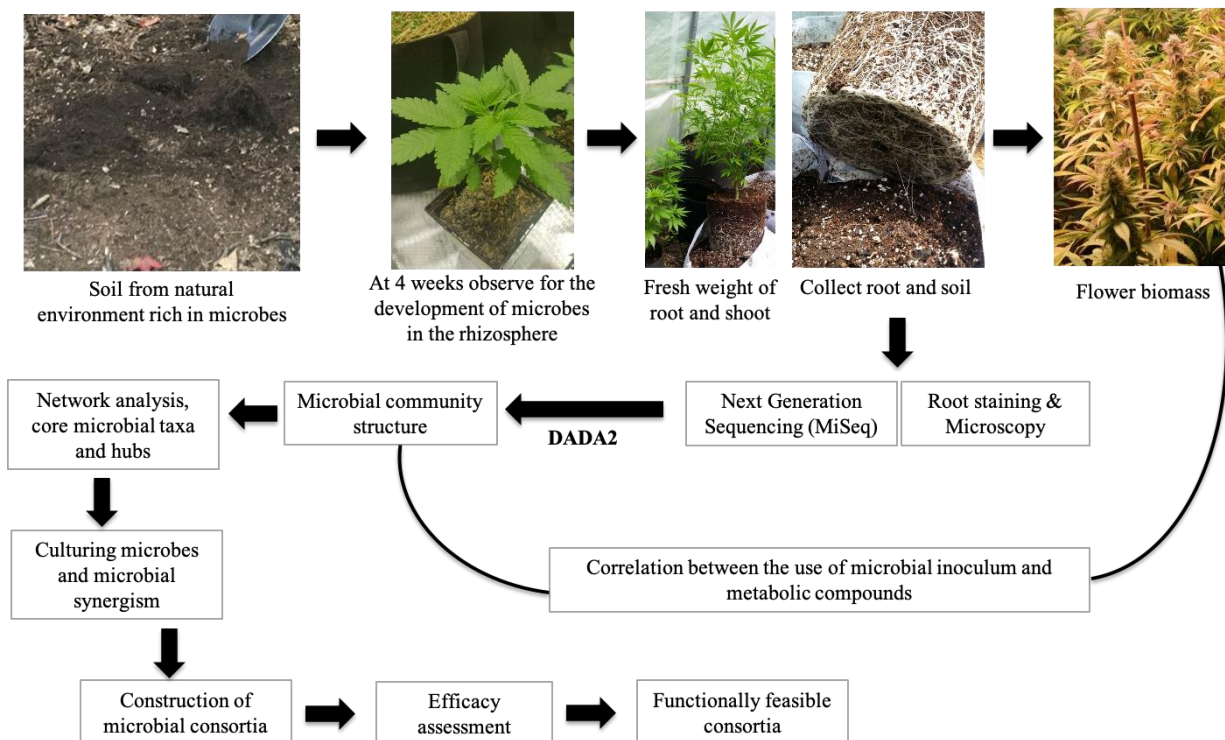 Soil from natural
environment rich in microbes
At 4 weeks observe for the
development of microbes
in the rhizosphere
Fresh weight of
root and shoot
Collect root and soil
Flower biomass
Network analysis,
core microbial taxa
and hubs
Microbial community
structure
DADA2
Next Generation
Sequencing (MiSeq)
Root staining &
Microscopy
Culturing microbes
and microbial
synergism
Correlation between the use of microbial inoculum and
metabolic compounds
Construction of
microbial consortia
Efficacy
assessment
Functionally feasible
consortia